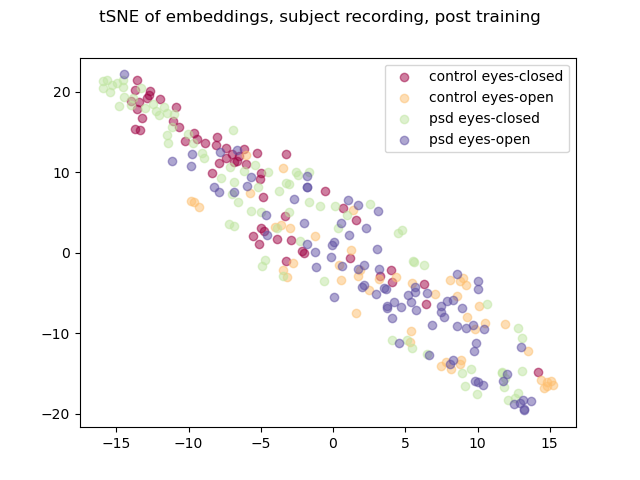 tSNE of embeddings, subject recording, post training
control eyes-closed
control eyes-open
psd eyes-closed
psd eyes-open
20
10
0
−10
−20
−15
−10
−5
0
5
10
15